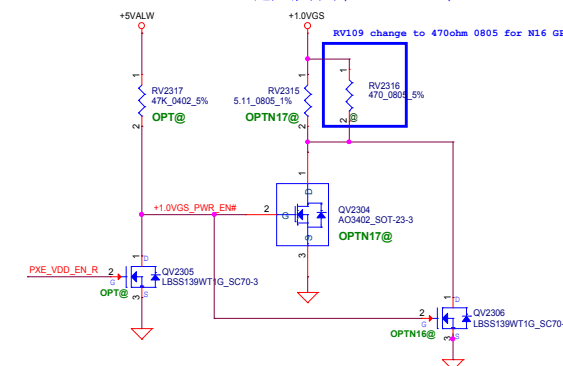 +5VALW
+1.0VGS
RV109 change to 470ohm 0805 for N16 GE
1
1
1
RV2317
47K_0402_5%
OPT@
RV2315
5.11_0805_1%
OPTN17@
RV2316
470_0805_5%
@
2
2
2
+1.0VGS_PWR_EN#
2
G
1
D
S
3
QV2304
AO3402_SOT-23-3
OPTN17@
PXE_VDD_EN_R
2
G
1
D
S
3
OPT@
QV2305
LBSS139WT1G_SC70-3
2
G
1
D
S
3
OPTN16@
QV2306
LBSS139WT1G_SC70-